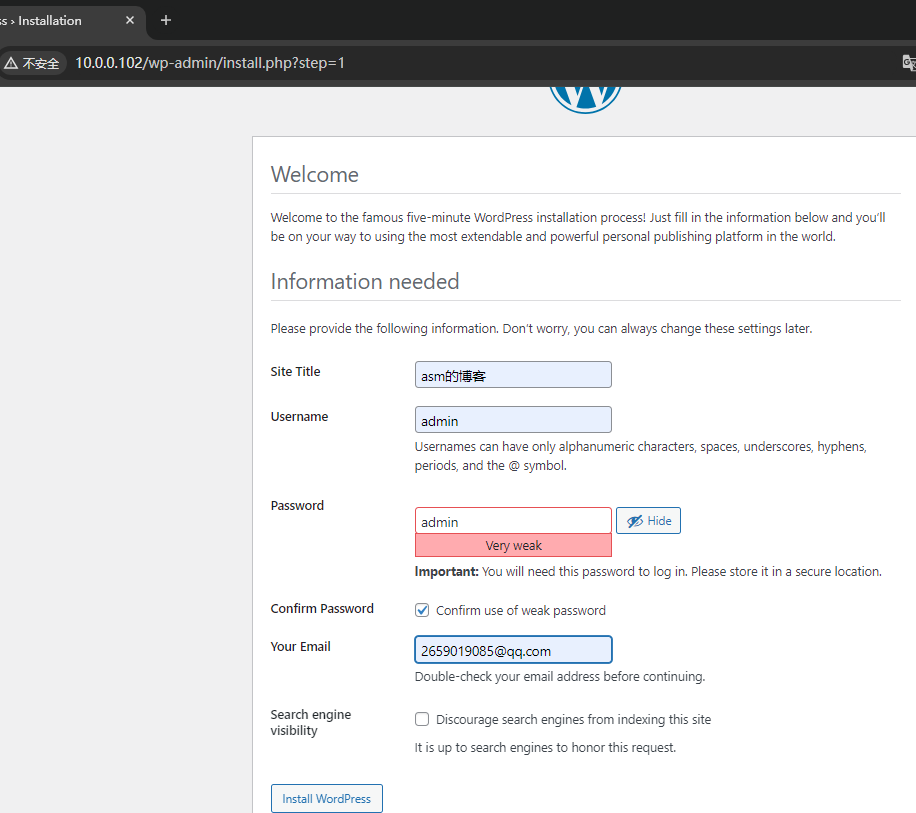 ss › Installation
不安全
10.0.0.102/wp-admin/install.php?step=1
Welcome
Welcome to the famous five-minute WordPress installation process! Just fill in the information below and you’ll
be on your way to using the most extendable and powerful personal publishing platform in the world.
Information needed
Please provide the following information. Don’t worry, you can always change these settings later.
Site Title
asm的博客
Username
admin
Usernames can have only alphanumeric characters, spaces, underscores, hyphens,
periods, and the @ symbol.
Password
admin
Hide
Very weak
Important: You will need this password to log in. Please store it in a secure location.
Confirm Password
Confirm use of weak password
Your Email
2659019085@qq.com
Double-check your email address before continuing.
Search engine
visibility
Discourage search engines from indexing this site
It is up to search engines to honor this request.
Install WordPress